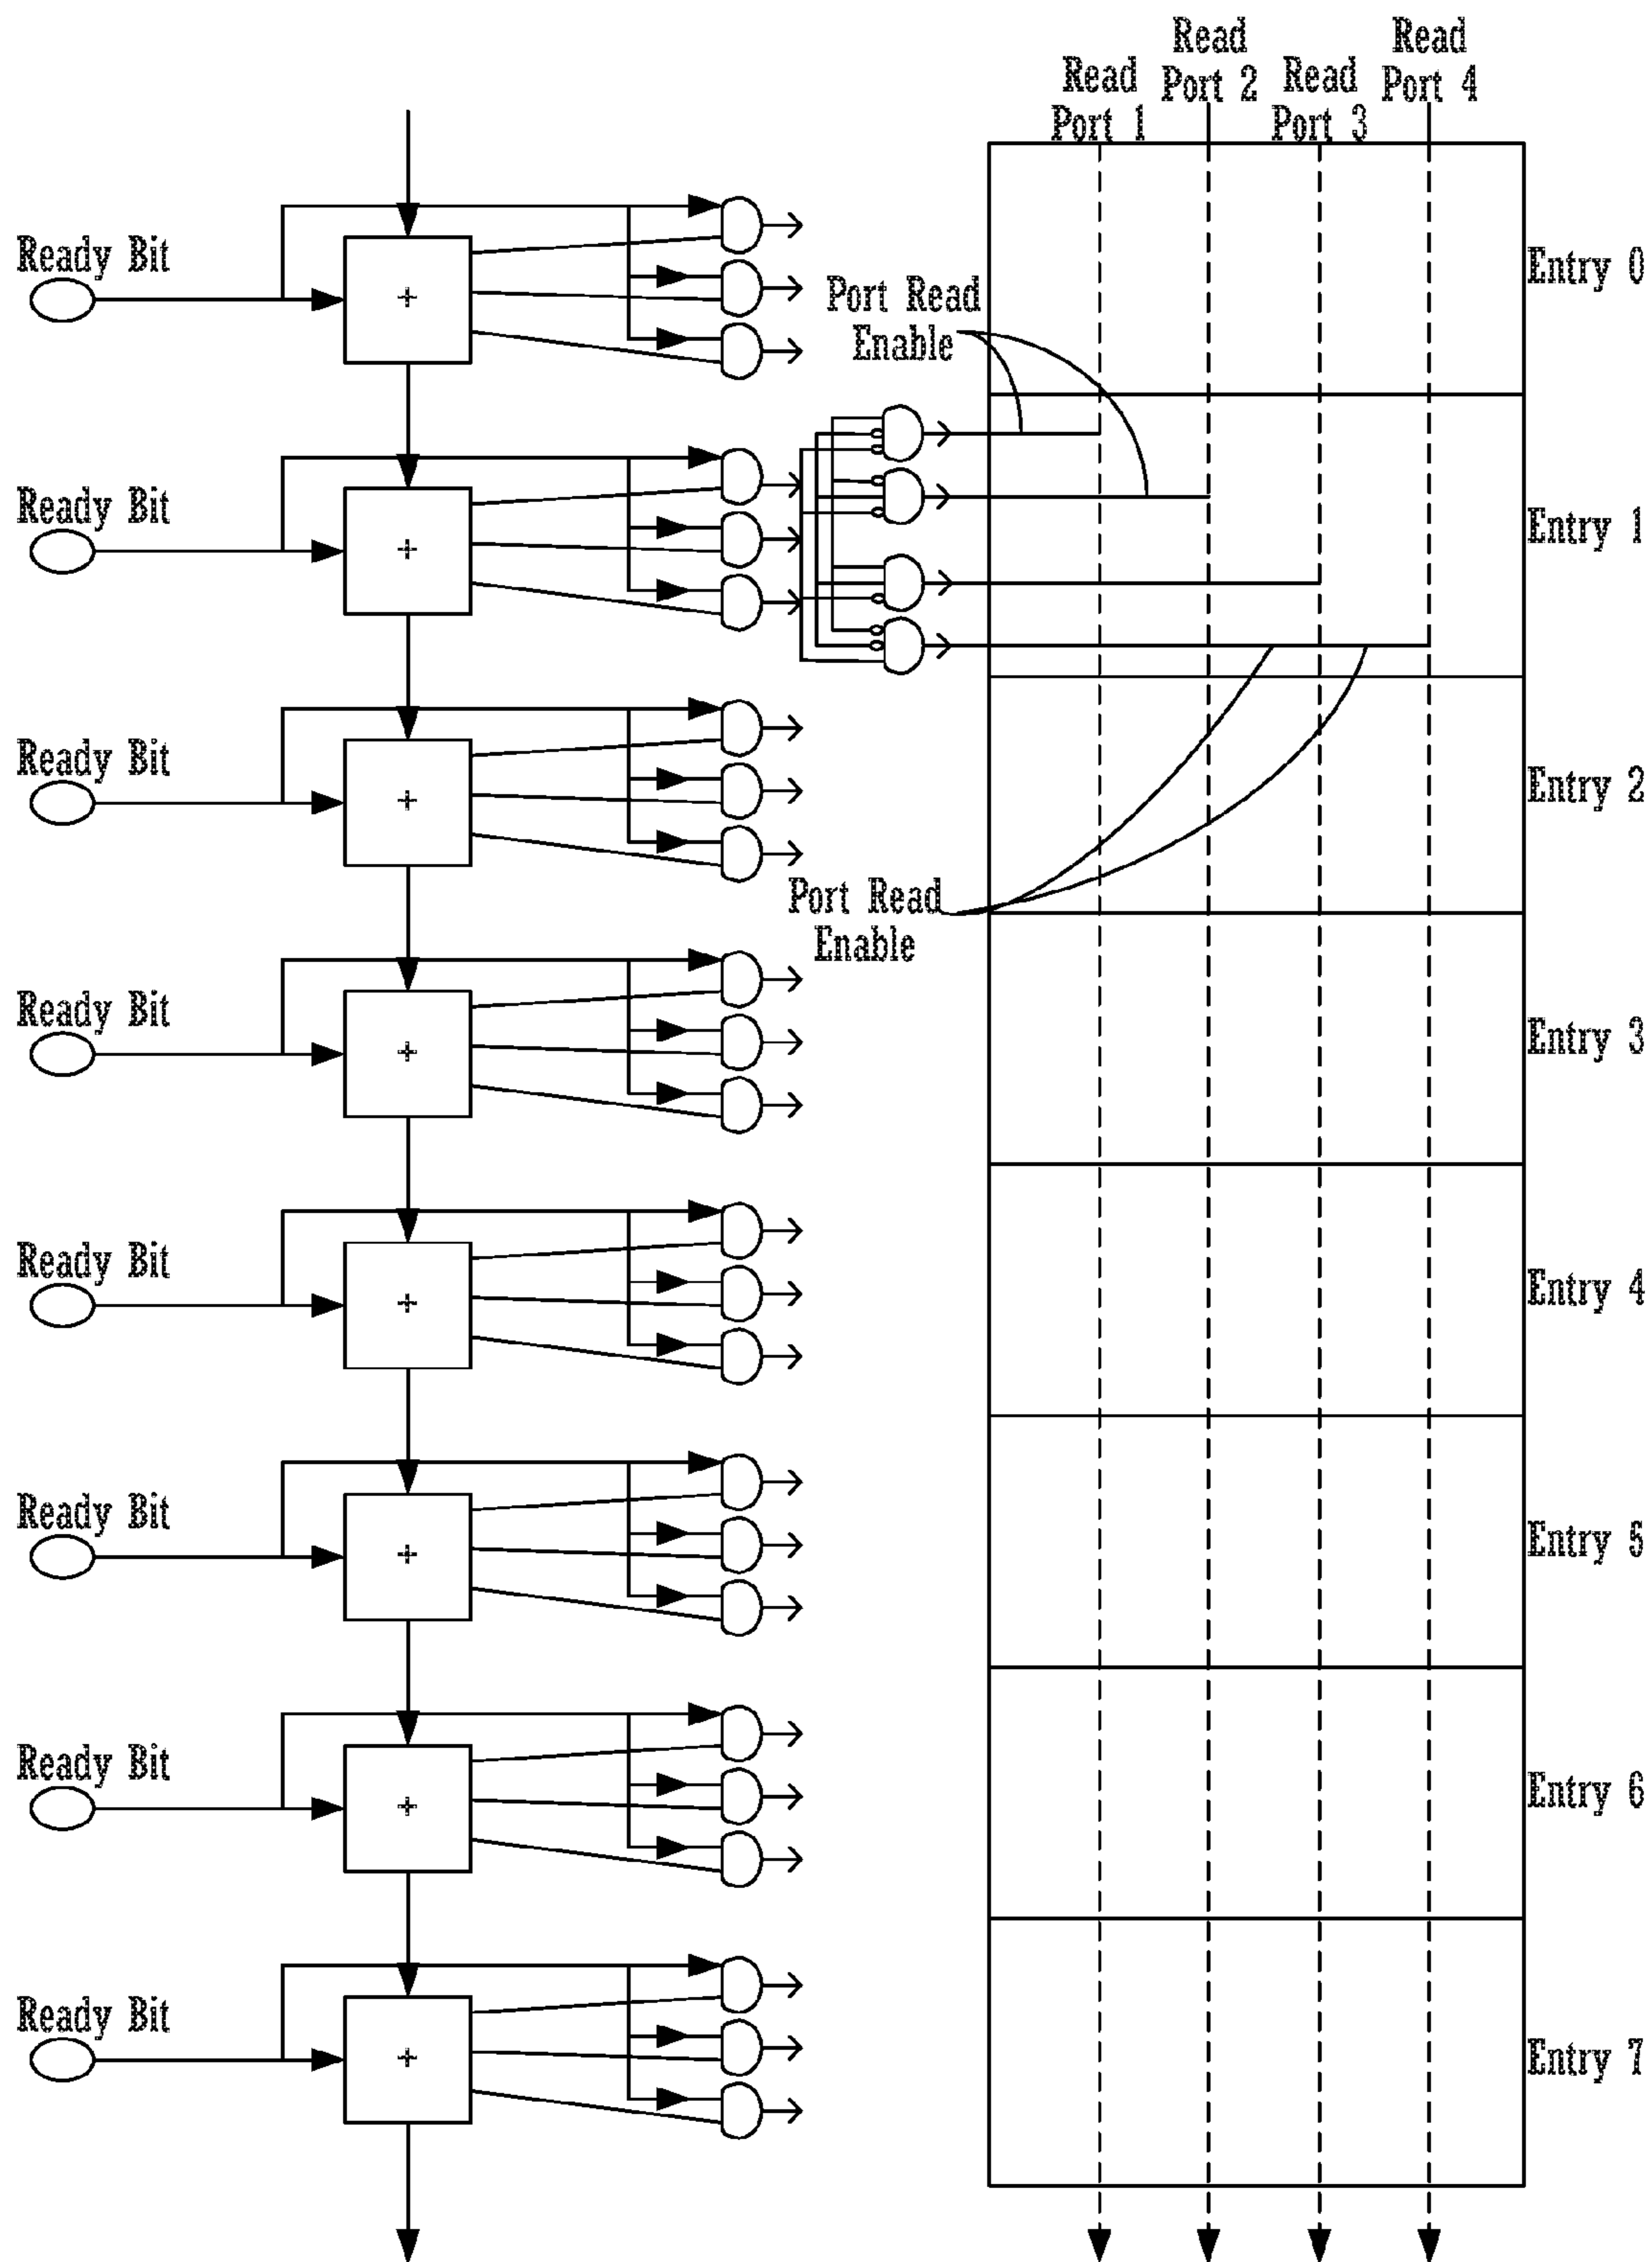 Read
Port 1
Read
Port 2
Read
Port 3
Read
Port 4
Ready Bit
+
Entry 0
Port Read
Enable
Ready Bit
+
Entry 1
Ready Bit
+
Entry 2
Port Read
Enable
Ready Bit
+
Entry 3
Ready Bit
+
Entry 4
Ready Bit
+
Entry 5
Ready Bit
+
Entry 6
Ready Bit
+
Entry 7